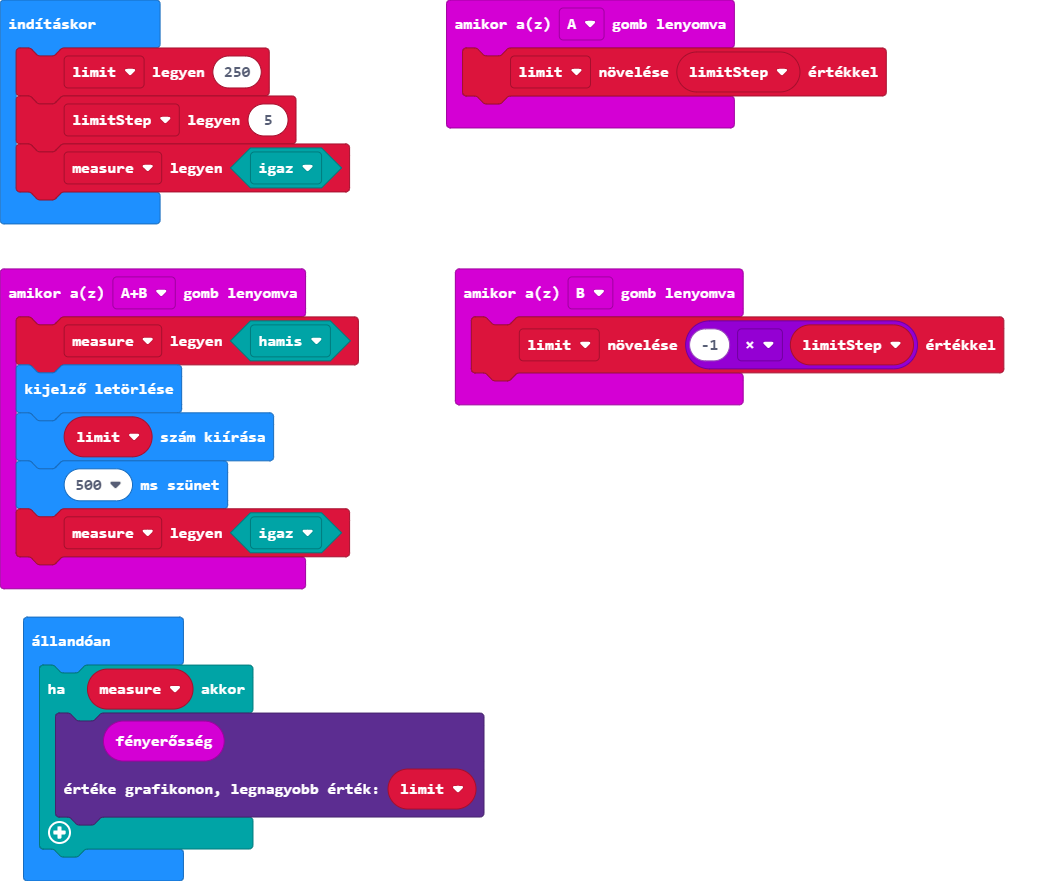 indításkor
limit legyen 250
limitStep legyen 5
measure legyen igaz
amikor a(z) A gomb lenyomva
limit növelése limitStep értékkel
amikor a(z) A+B gomb lenyomva
measure legyen hamis
kijelző letörlése
limit szám kiírása
500 ms szünet
measure legyen igaz
amikor a(z) B gomb lenyomva
limit növelése -1 × limitStep értékkel
állandóan
ha measure akkor
fényerősség
értéke grafikonon, legnagyobb érték: limit